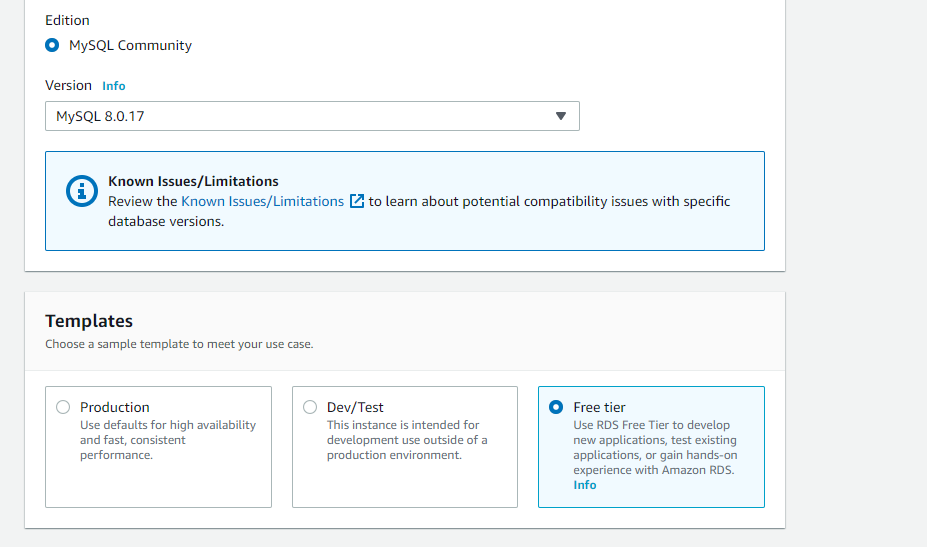 Edition
MySQL Community
Version Info
MySQL 8.0.17
Known Issues/Limitations
Review the Known Issues/Limitations to learn about potential compatibility issues with specific
database versions.
Templates
Choose a sample template to meet your use case.
Production
Use defaults for high availability
and fast, consistent
performance.
Dev/Test
This instance is intended for
development use outside of a
production environment.
Free tier
Use RDS Free Tier to develop
new applications, test existing
applications, or gain hands-on
experience with Amazon RDS.
Info